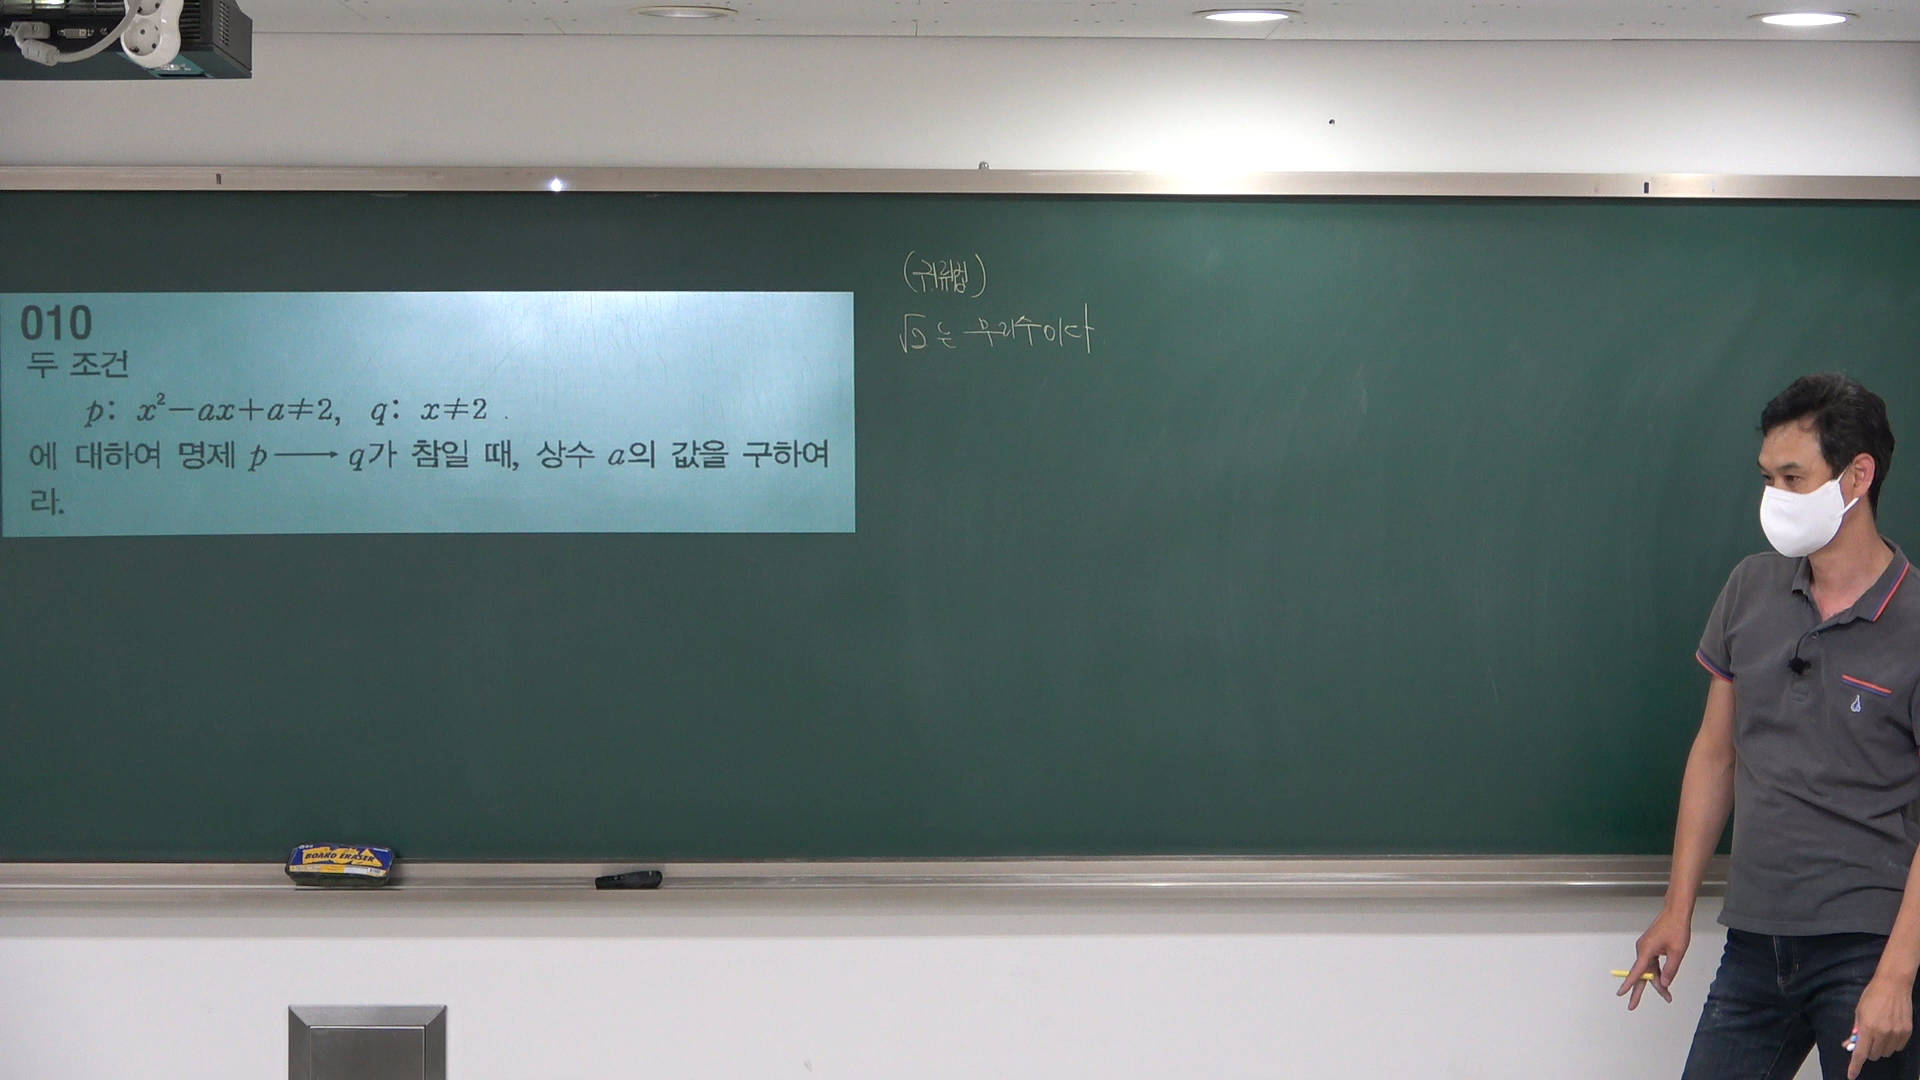 010
두 조건
p: x²-ax+a≠2, q: x≠2
에 대하여 명제 p⟶q가 참일 때, 상수 a의 값을 구하여
라.
(귀류법)
√2는 무리수이다
BOARD ERASER